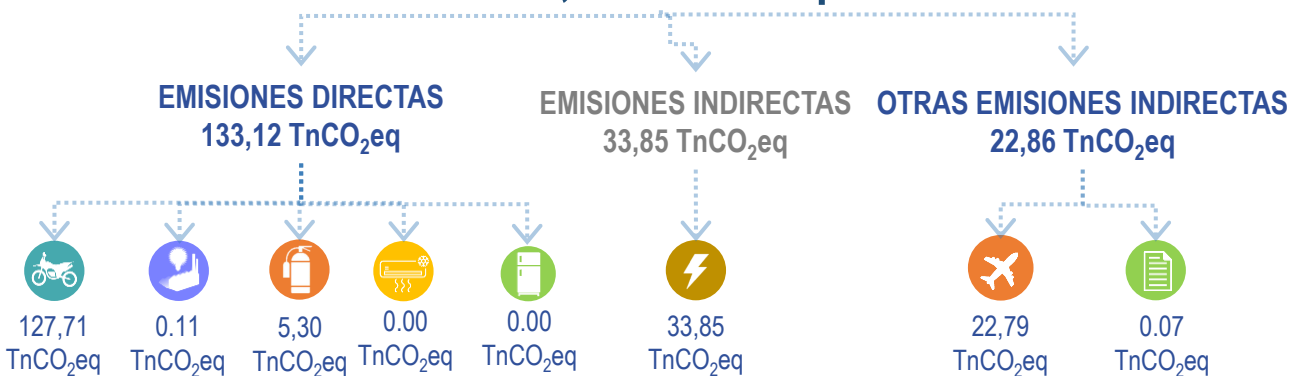 EMISIONES DIRECTAS
133,12 TnCO₂eq
EMISIONES INDIRECTAS
33,85 TnCO₂eq
OTRAS EMISIONES INDIRECTAS
22,86 TnCO₂eq
127,71
TnCO₂eq
0.11
TnCO₂eq
5,30
TnCO₂eq
0.00
TnCO₂eq
0.00
TnCO₂eq
33,85
TnCO₂eq
22,79
TnCO₂eq
0.07
TnCO₂eq